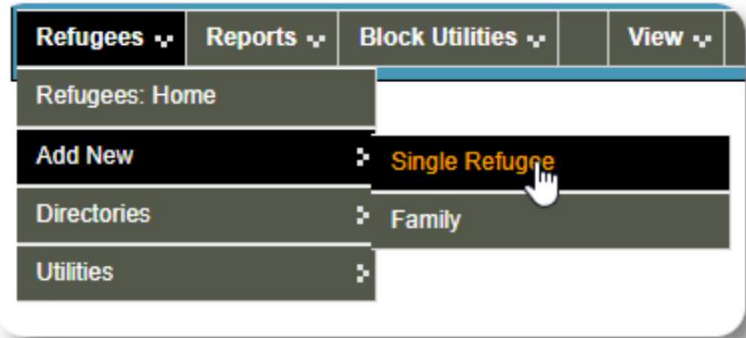 Refugees Reports Block Utilities View
Refugees: Home
Add New
Single Refugee
Directories
Family
Utilities